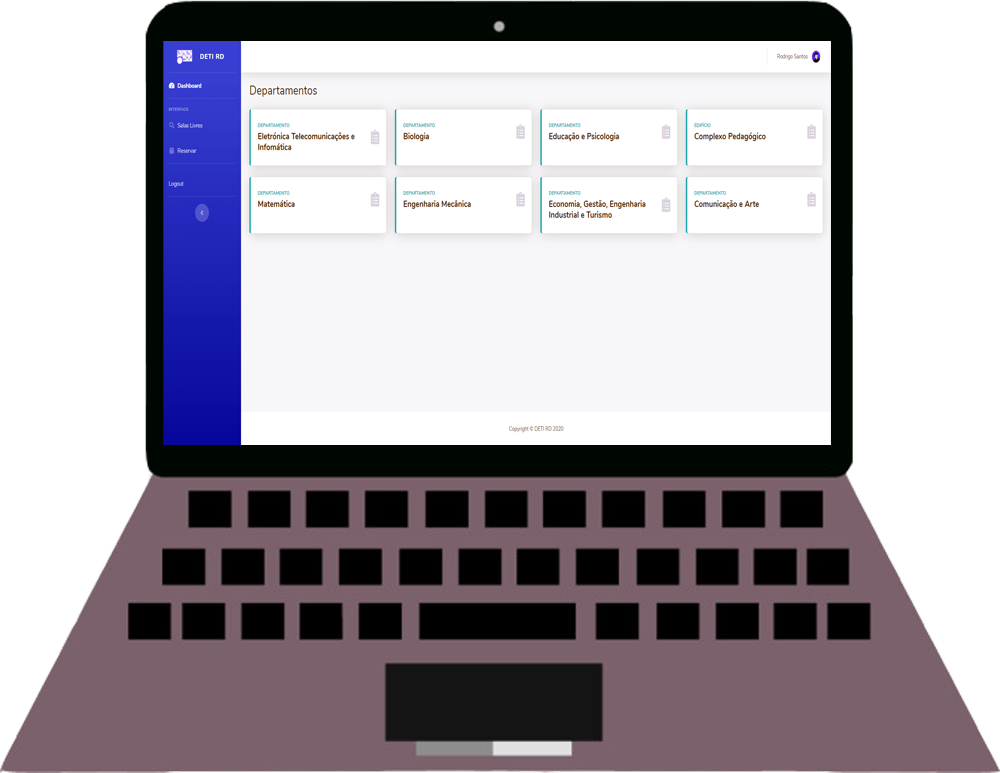 DETI RD
Rodrigo Santos
Dashboard
INTERFACE
Salas Livres
Reservar
Logout
Departamentos
DEPARTAMENTO
Eletrónica Telecomunicações e
Infomática
DEPARTAMENTO
Biologia
DEPARTAMENTO
Educação e Psicologia
EDIFÍCIO
Complexo Pedagógico
DEPARTAMENTO
Matemática
DEPARTAMENTO
Engenharia Mecânica
DEPARTAMENTO
Economia, Gestão, Engenharia
Industrial e Turismo
DEPARTAMENTO
Comunicação e Arte
Copyright © DETI RD 2020